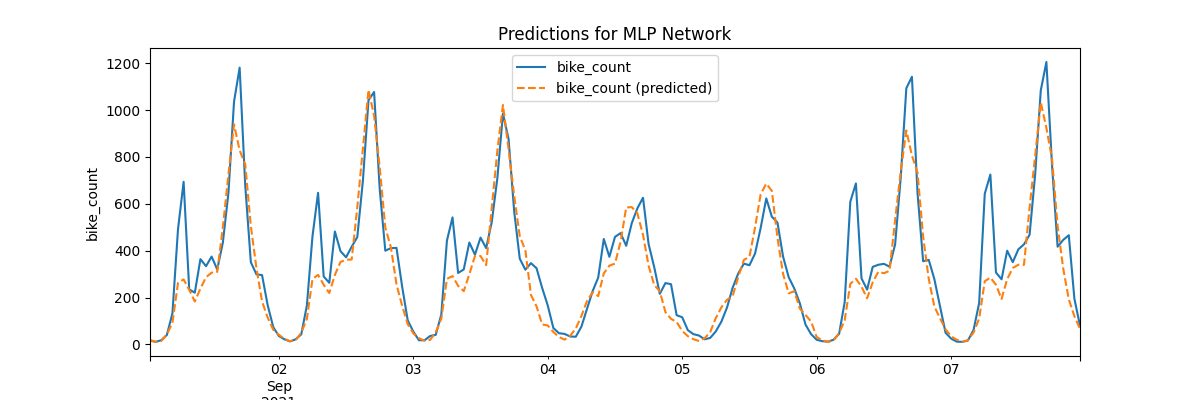 Predictions for MLP Network
bike_count
bike_count (predicted)
bike_count
1200
1000
800
600
400
200
0
02
03
04
05
06
07
Sep
2021